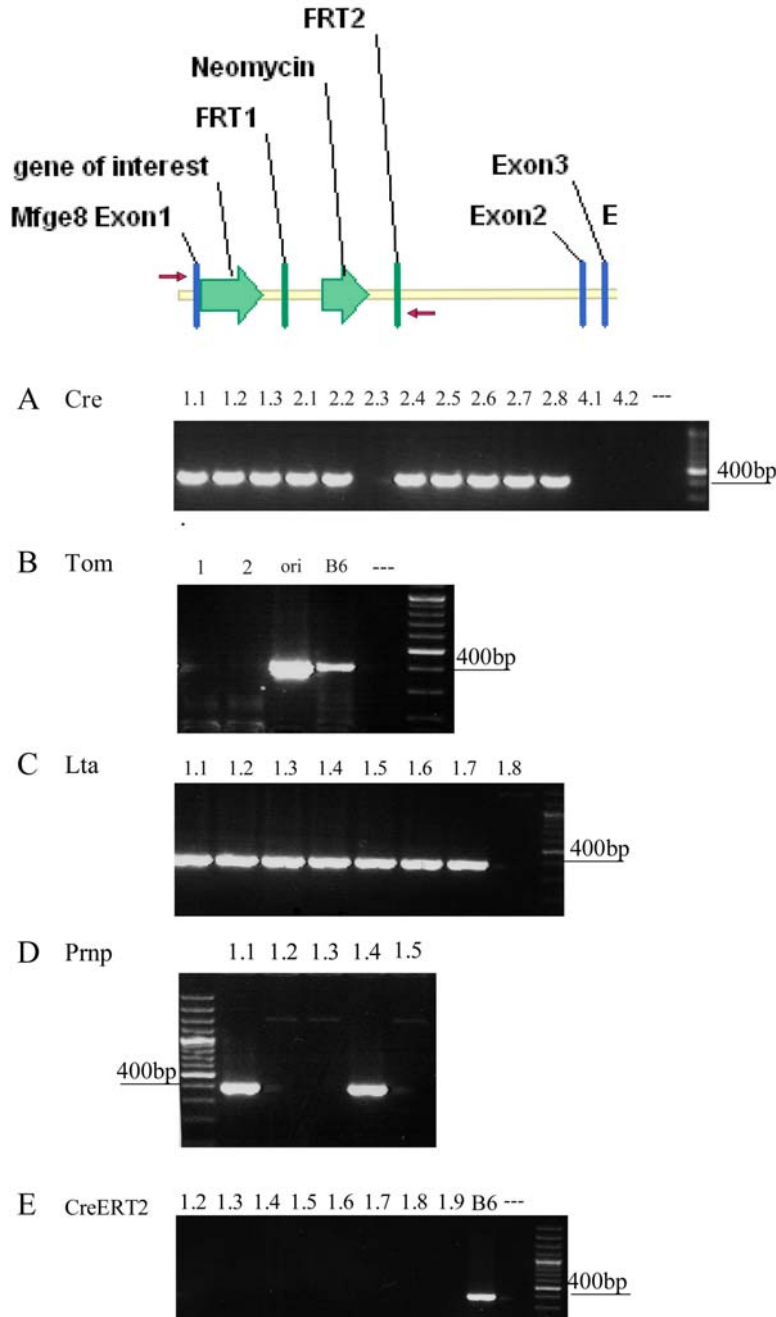 FRT2
Neomycin
FRT1
gene of interest
Exon3
Mfge8 Exon1
Exon2
E
A Cre 1.1 1.2 1.3 2.1 2.2 2.3 2.4 2.5 2.6 2.7 2.8 4.1 4.2 ---
400bp
B Tom 1 2 ori B6 ---
400bp
C Lta 1.1 1.2 1.3 1.4 1.5 1.6 1.7 1.8
400bp
D Prnp 1.1 1.2 1.3 1.4 1.5
400bp
E CreERT2 1.2 1.3 1.4 1.5 1.6 1.7 1.8 1.9 B6 ---
400bp